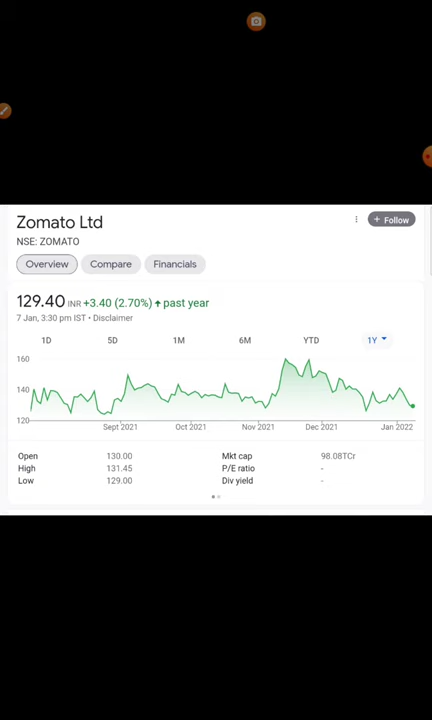 Zomato Ltd
+ Follow
NSE: ZOMATO
Overview Compare Financials
129.40 INR +3.40 (2.70%) ↑ past year
7 Jan, 3:30 pm IST • Disclaimer
1D 5D 1M 6M YTD 1Y
160
140
120
Sept 2021 Oct 2021 Nov 2021 Dec 2021 Jan 2022
Open 130.00 Mkt cap 98.08TCr
High 131.45 P/E ratio -
Low 129.00 Div yield -